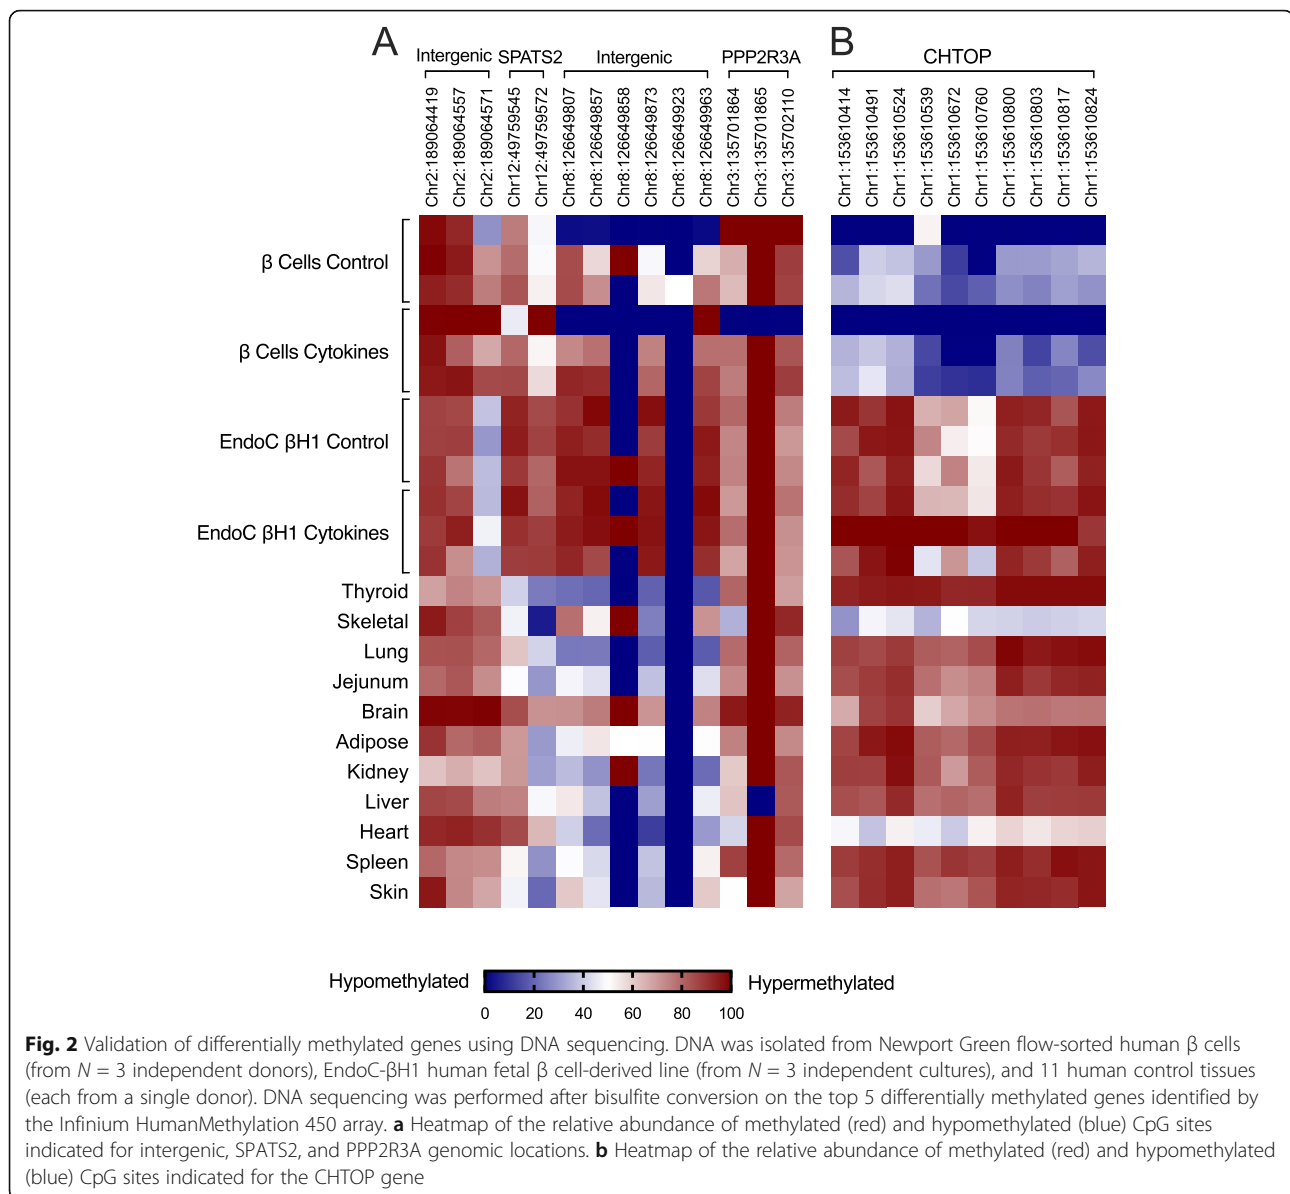 A
B
Intergenic
SPATS2
Intergenic
PPP2R3A
CHTOP
Chr2:189064419
Chr2:189064557
Chr2:189064571
Chr12:49759545
Chr12:49759572
Chr8:126649807
Chr8:126649857
Chr8:126649858
Chr8:126649873
Chr8:126649923
Chr8:126649963
Chr3:135701864
Chr3:135701865
Chr3:135702110
Chr1:153610414
Chr1:153610491
Chr1:153610524
Chr1:153610539
Chr1:153610672
Chr1:153610760
Chr1:153610800
Chr1:153610803
Chr1:153610817
Chr1:153610824
β Cells Control
β Cells Cytokines
EndoC βH1 Control
EndoC βH1 Cytokines
Thyroid
Skeletal
Lung
Jejunum
Brain
Adipose
Kidney
Liver
Heart
Spleen
Skin
Hypomethylated
Hypermethylated
0 20 40 60 80 100
Fig. 2 Validation of differentially methylated genes using DNA sequencing. DNA was isolated from Newport Green flow-sorted human β cells
(from N = 3 independent donors), EndoC-βH1 human fetal β cell-derived line (from N = 3 independent cultures), and 11 human control tissues
(each from a single donor). DNA sequencing was performed after bisulfite conversion on the top 5 differentially methylated genes identified by
the Infinium HumanMethylation 450 array. a Heatmap of the relative abundance of methylated (red) and hypomethylated (blue) CpG sites
indicated for intergenic, SPATS2, and PPP2R3A genomic locations. b Heatmap of the relative abundance of methylated (red) and hypomethylated
(blue) CpG sites indicated for the CHTOP gene